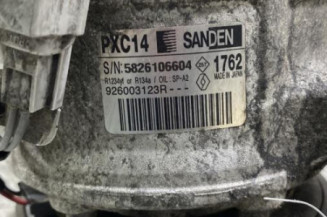 PXC14 SANDEN
S/N: 5826106604 1762
R1234yf or R134a / OIL SP-A2 MADE IN JAPAN
926003123R---